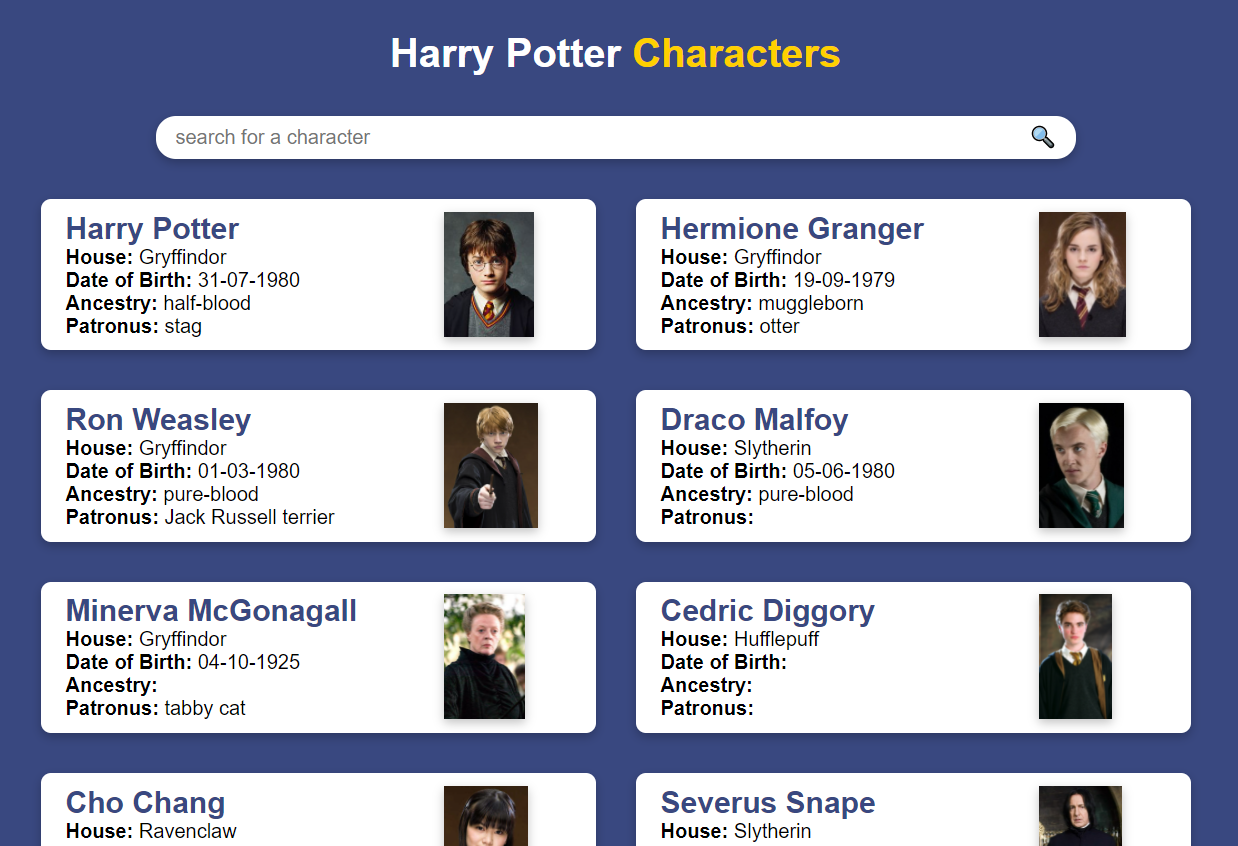 Harry Potter Characters
search for a character
Harry Potter
House: Gryffindor
Date of Birth: 31-07-1980
Ancestry: half-blood
Patronus: stag
Hermione Granger
House: Gryffindor
Date of Birth: 19-09-1979
Ancestry: muggleborn
Patronus: otter
Ron Weasley
House: Gryffindor
Date of Birth: 01-03-1980
Ancestry: pure-blood
Patronus: Jack Russell terrier
Draco Malfoy
House: Slytherin
Date of Birth: 05-06-1980
Ancestry: pure-blood
Patronus:
Minerva McGonagall
House: Gryffindor
Date of Birth: 04-10-1925
Ancestry:
Patronus: tabby cat
Cedric Diggory
House: Hufflepuff
Date of Birth:
Ancestry:
Patronus:
Cho Chang
House: Ravenclaw
Severus Snape
House: Slytherin